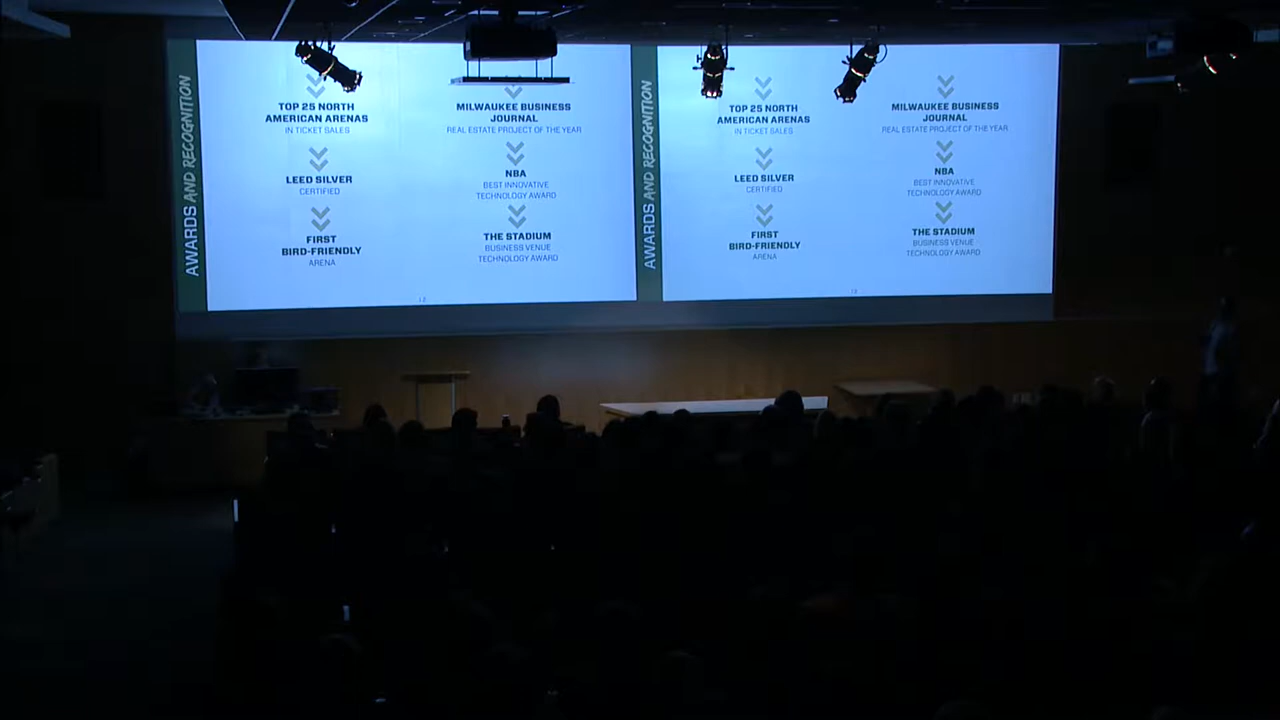 AWARDS AND RECOGNITION
TOP 25 NORTH
AMERICAN ARENAS
IN TICKET SALES
LEED SILVER
CERTIFIED
FIRST
BIRD-FRIENDLY
ARENA
MILWAUKEE BUSINESS
JOURNAL
REAL ESTATE PROJECT OF THE YEAR
NBA
BEST INNOVATIVE
TECHNOLOGY AWARD
THE STADIUM
BUSINESS VENUE
TECHNOLOGY AWARD
AWARDS AND RECOGNITION
TOP 25 NORTH
AMERICAN ARENAS
IN TICKET SALES
LEED SILVER
CERTIFIED
FIRST
BIRD-FRIENDLY
ARENA
MILWAUKEE BUSINESS
JOURNAL
REAL ESTATE PROJECT OF THE YEAR
NBA
BEST INNOVATIVE
TECHNOLOGY AWARD
THE STADIUM
BUSINESS VENUE
TECHNOLOGY AWARD